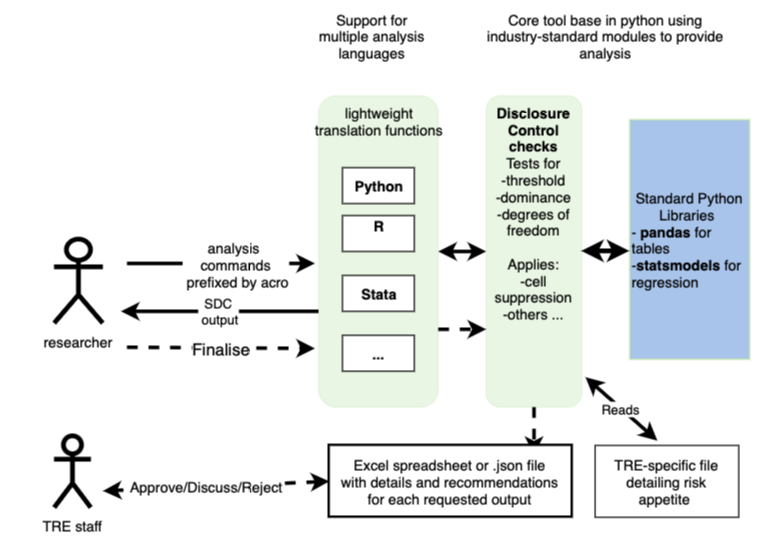 Support for
multiple analysis
languages
Core tool base in python using
industry-standard modules to provide
analysis
lightweight
translation functions
Python
R
Stata
...
Disclosure
Control
checks
Tests for
-threshold
-dominance
-degrees of
freedom
Applies:
-cell
suppression
-others ...
Standard Python
Libraries
- pandas for
tables
-statsmodels for
regression
analysis
commands
prefixed by acro
SDC
output
researcher
Finalise
Reads
Excel spreadsheet or .json file
with details and recommendations
for each requested output
TRE-specific file
detailing risk
appetite
Approve/Discuss/Reject
TRE staff